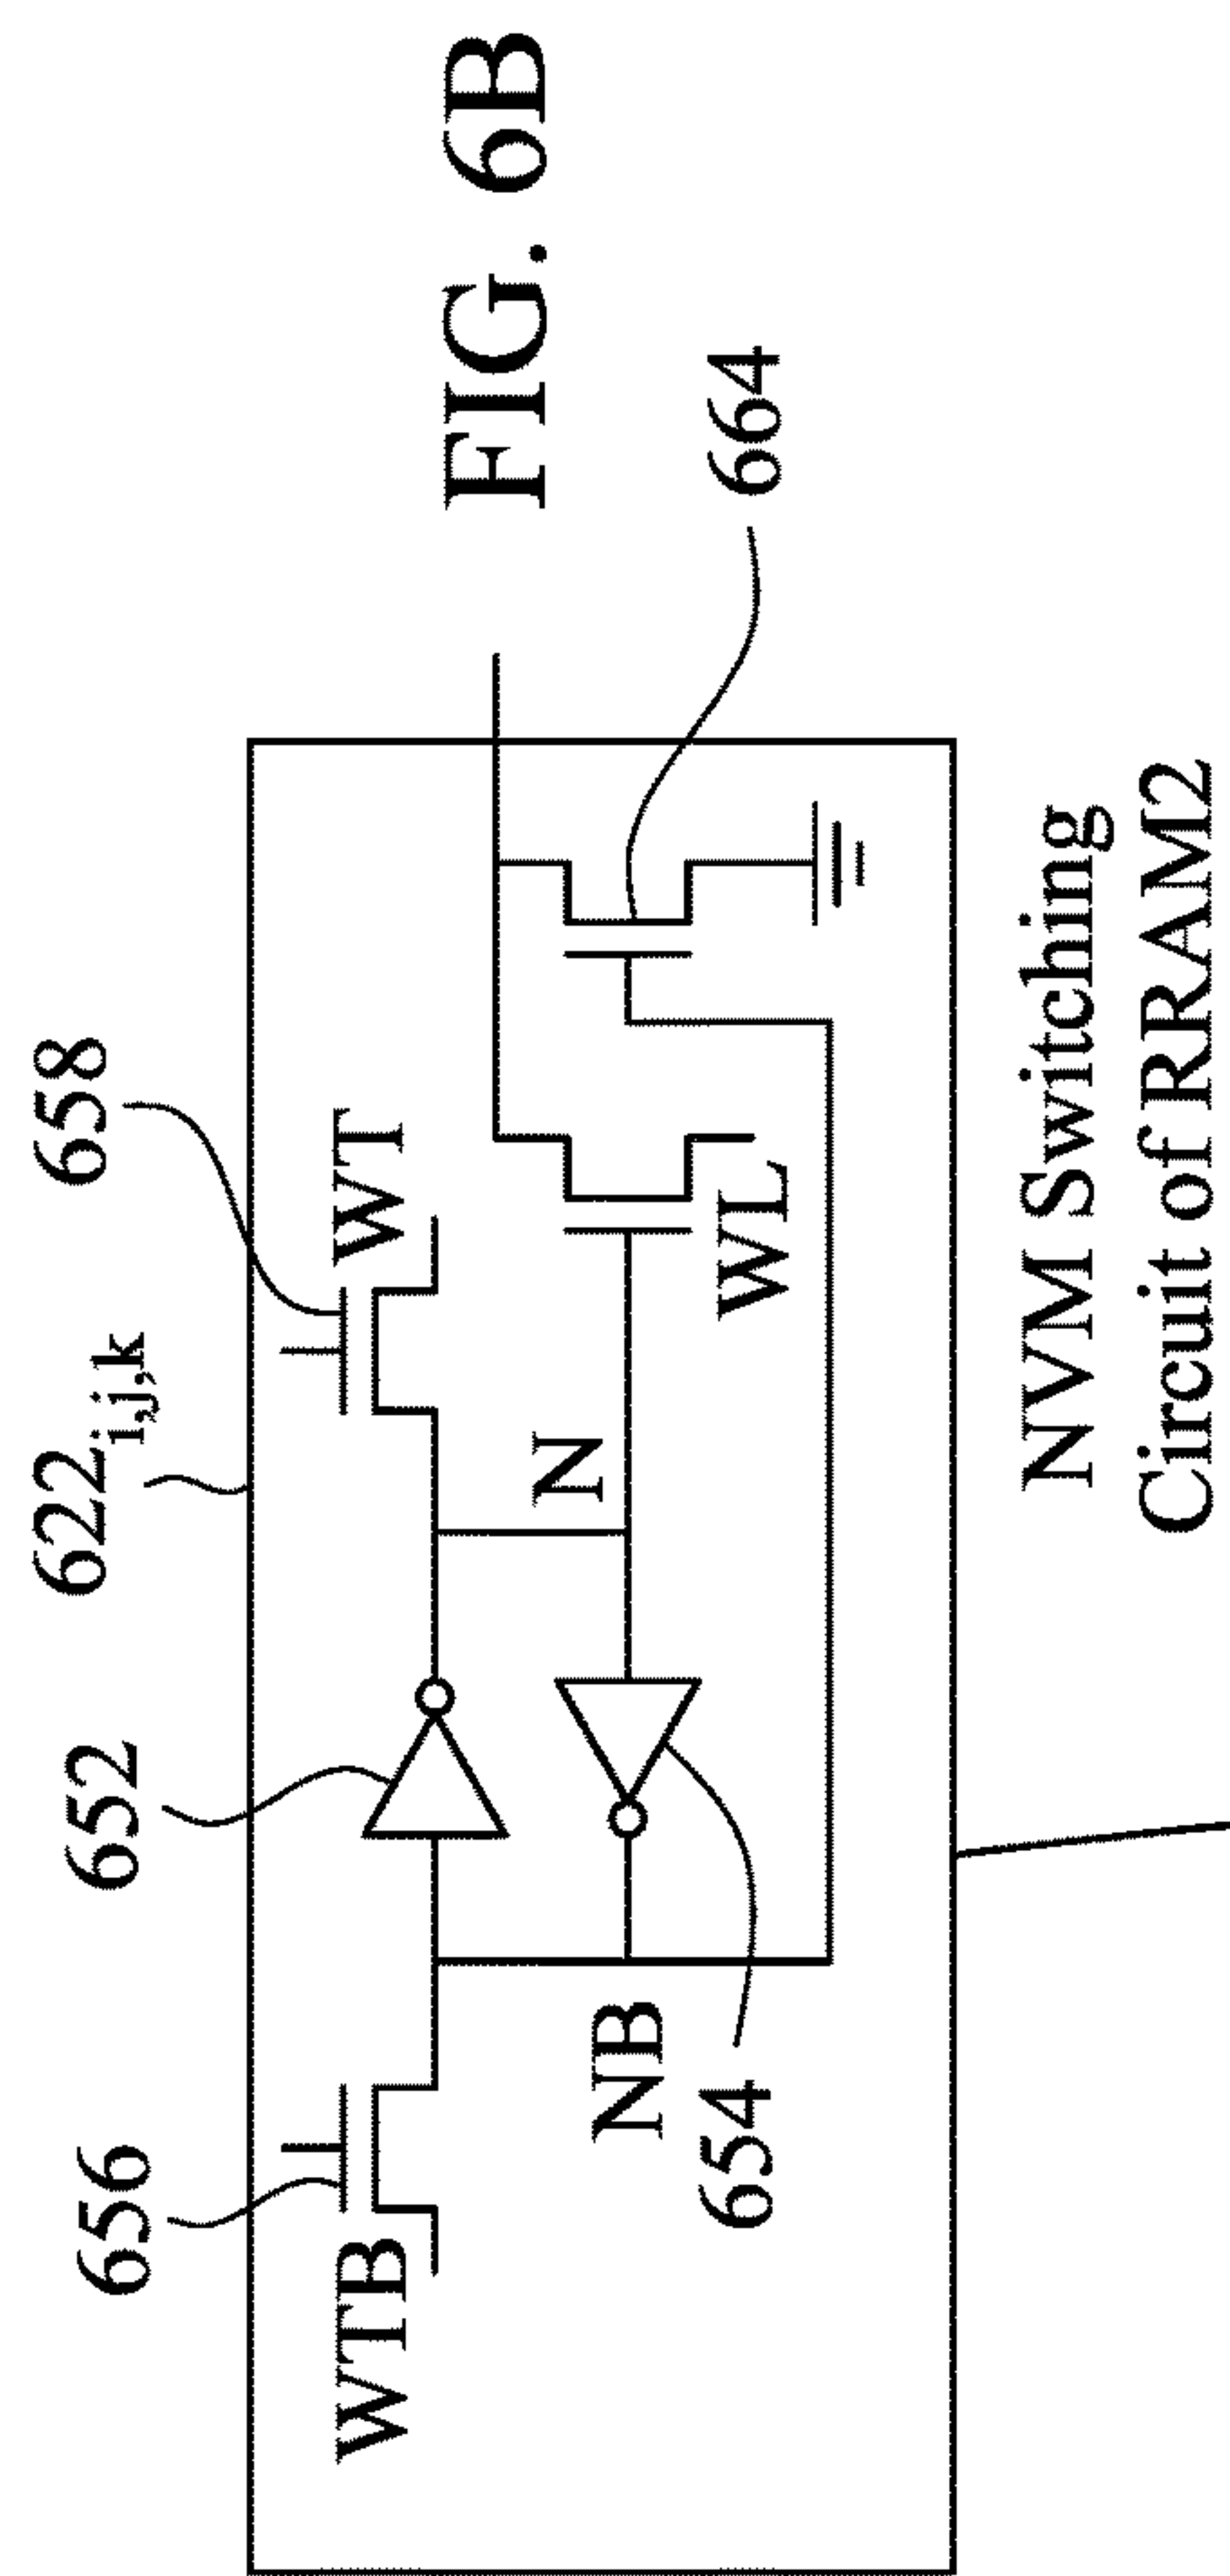 FIG. 6B
622i,j,k
656
652
658
WTB
WT
N
NB
WL
654
664
NVM Switching
Circuit of RRAM2